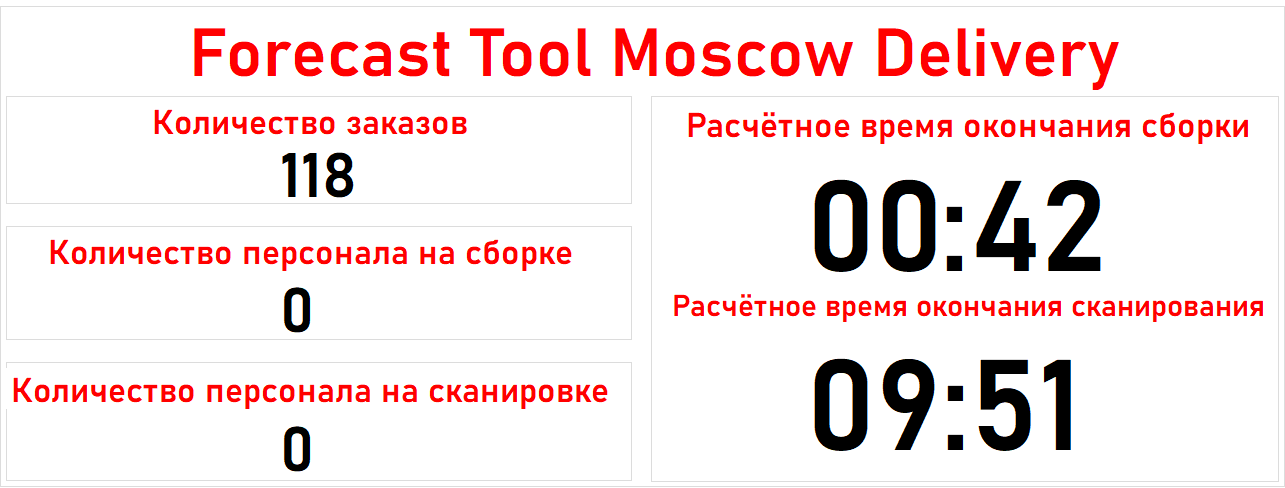 Forecast Tool Moscow Delivery
Количество заказов
118
Количество персонала на сборке
0
Количество персонала на сканировке
0
Расчётное время окончания сборки
00:42
Расчётное время окончания сканирования
09:51